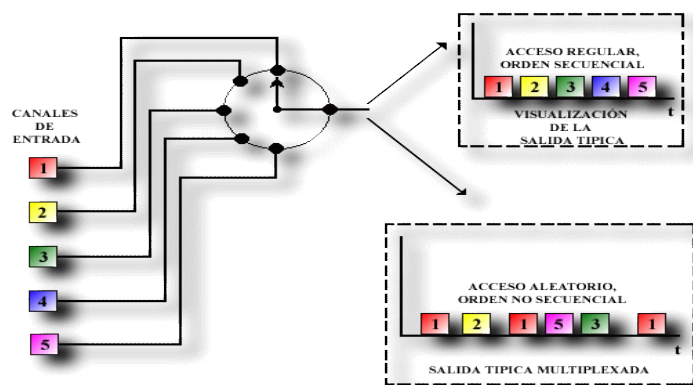 CANALES
DE
ENTRADA
1
2
3
4
5
ACCESO REGULAR,
ORDEN SECUENCIAL
1 2 3 4 5
t
VISUALIZACIÓN
DE LA
SALIDA TIPICA
ACCESO ALEATORIO,
ORDEN NO SECUENCIAL
1 2 1 5 3 1
t
SALIDA TIPICA MULTIPLEXADA